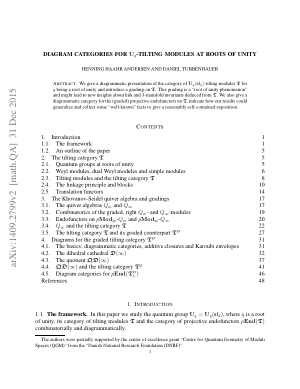 arXiv:1409.2799v2 [math.QA] 31 Dec 2015
DIAGRAM CATEGORIES FOR U_q-TILTING MODULES AT ROOTS OF UNITY
HENNING HAAHR ANDERSEN AND DANIEL TUBBENHAUER
ABSTRACT. We give a diagrammatic presentation of the category of U_q(sl_2)-tilting modules 𝔗 for
q being a root of unity and introduce a grading on 𝔗. This grading is a "root of unity phenomenon"
and might lead to new insights about link and 3-manifold invariants deduced from 𝔗. We also give a
diagrammatic category for the (graded) projective endofunctors on 𝔗, indicate how our results could be
generalized and collect some "well-known" facts to give a reasonably self-contained exposition.
CONTENTS
1. Introduction 1
1.1. The framework 1
1.2. An outline of the paper 5
2. The tilting category 𝔗 5
2.1. Quantum groups at roots of unity 5
2.2. Weyl modules, dual Weyl modules and simple modules 6
2.3. Tilting modules and the tilting category 𝔗 8
2.4. The linkage principle and blocks 10
2.5. Translation functors 14
3. The Khovanov-Seidel quiver algebra and gradings 17
3.1. The quiver algebras Q_m and Q_∞ 17
3.2. Combinatorics of the graded, right Q_m- and Q_∞-modules 19
3.3. Endofunctors on pMod_gr-Q_m and pMod_gr-Q_∞ 20
3.4. Q_∞ and the tilting category 𝔗 22
3.5. The tilting category 𝔗 and its graded counterpart 𝔗^gr 27
4. Diagrams for the graded tilting category 𝔗^gr 31
4.1. The basics: diagrammatic categories, additive closures and Karoubi envelopes 31
4.2. The dihedral cathedral 𝔇(∞) 32
4.3. The quotient 𝔔𝔇(∞) 37
4.4. 𝔔𝔇(∞) and the tilting category 𝔗^gr 41
4.5. Diagram categories for pEnd(𝔗^gr) 46
References 48
1. INTRODUCTION
1.1. The framework. In this paper we study the quantum group U_q = U_q(sl_2), where q is a root
of unity, its category of tilting modules 𝔗 and the category of projective endofunctors pEnd(𝔗)
combinatorially and diagrammatically.
The authors were partially supported by the center of excellence grant "Centre for Quantum Geometry of Moduli
Spaces (QGM)" from the "Danish National Research Foundation (DNRF)".
1